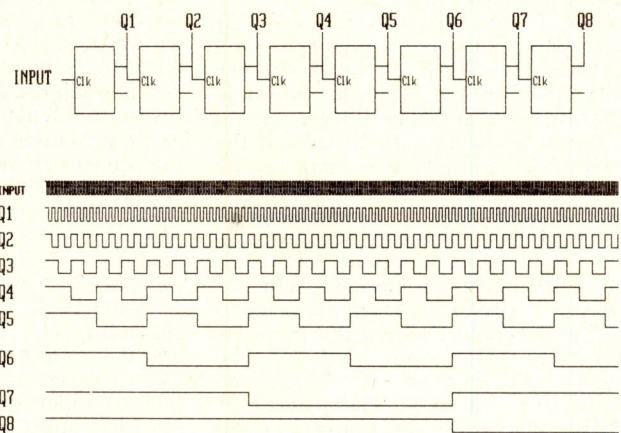 Q1 Q2 Q3 Q4 Q5 Q6 Q7 Q8
INPUT Clk Clk Clk Clk Clk Clk Clk Clk
INPUT
Q1
Q2
Q3
Q4
Q5
Q6
Q7
Q8